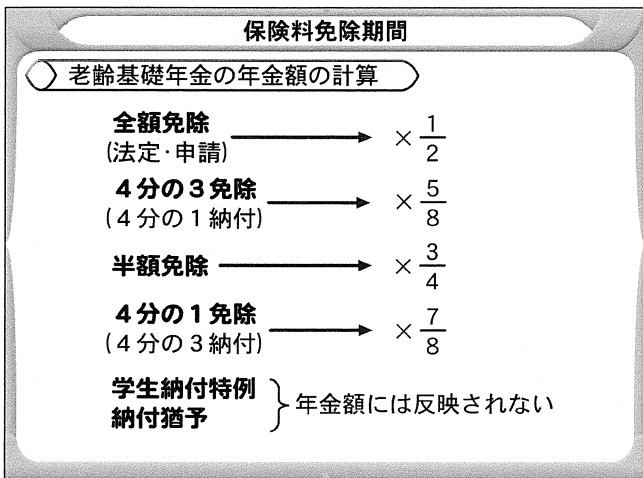 保険料免除期間
老齢基礎年金の年金額の計算
全額免除
(法定・申請)
× 1/2
4分の3免除
(4分の1納付)
× 5/8
半額免除
× 3/4
4分の1免除
(4分の3納付)
× 7/8
学生納付特例
納付猶予
年金額には反映されない